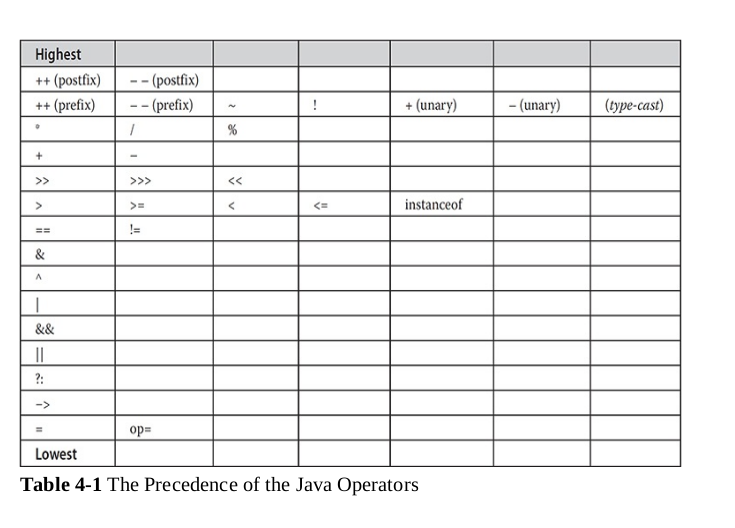 Highest
++ (postfix) – – (postfix)
++ (prefix) – – (prefix) ~ ! + (unary) – (unary) (type-cast)
* / %
+ –
>> >>> <<
> >= < <= instanceof
== !=
&
^
|
&&
||
?:
–>
= op=
Lowest
Table 4-1 The Precedence of the Java Operators